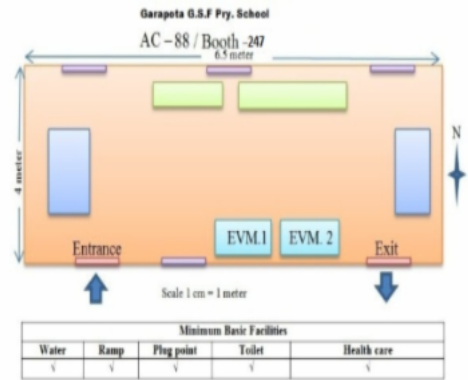 Garapota G.S.F Pry. School
AC – 88 / Booth -247
6.5 meter
4 meter
N
EVM.1 EVM. 2
Entrance Exit
Scale 1 cm = 1 meter
Minimum Basic Facilities
Water Ramp Plug point Toilet Health care
√ √ √ √ √